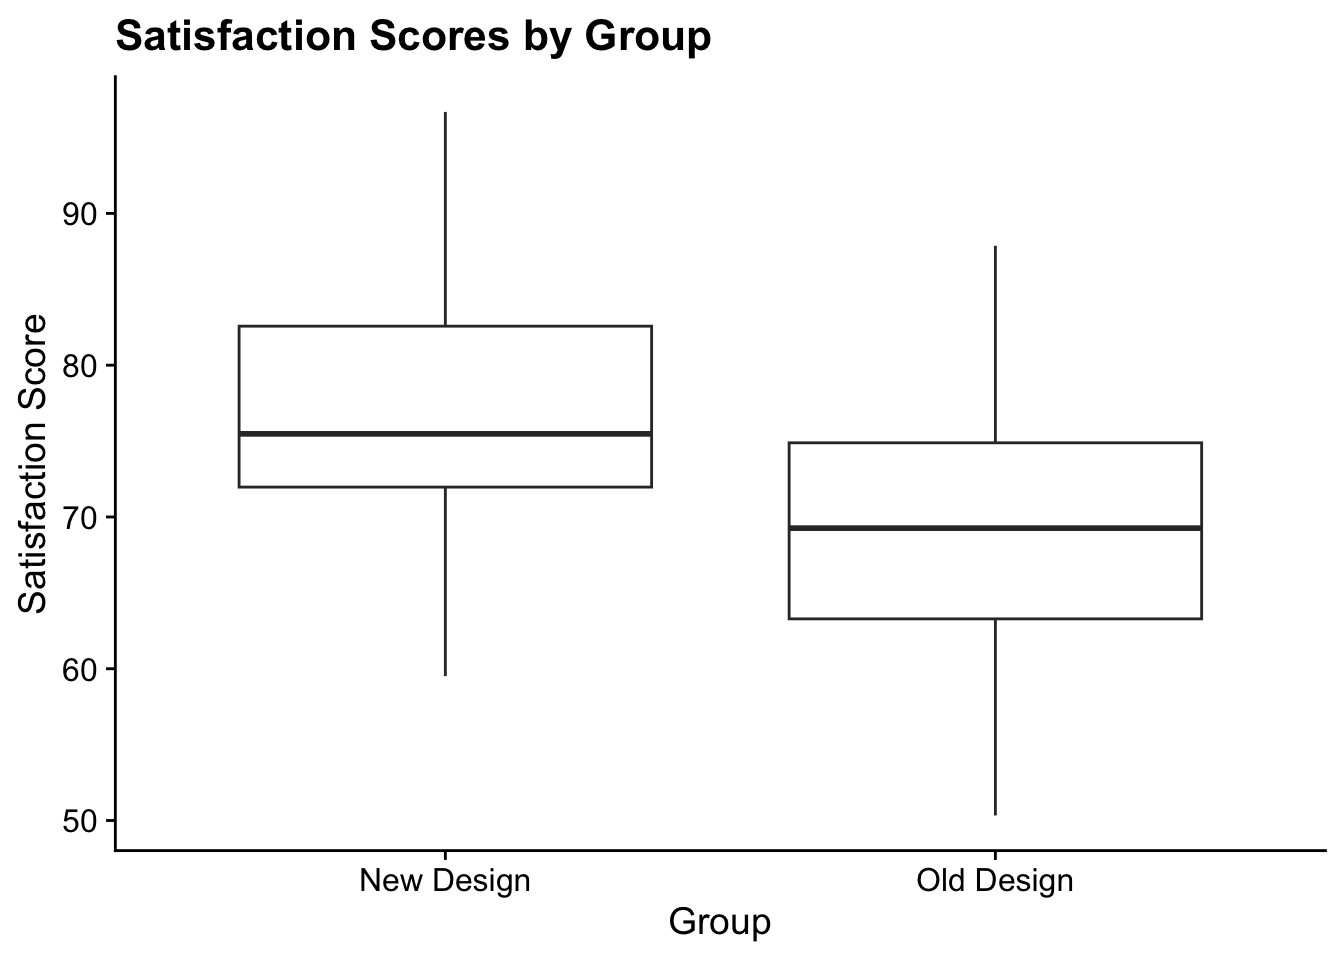 Satisfaction Scores by Group
Satisfaction Score
90
80
70
60
50
New Design
Old Design
Group